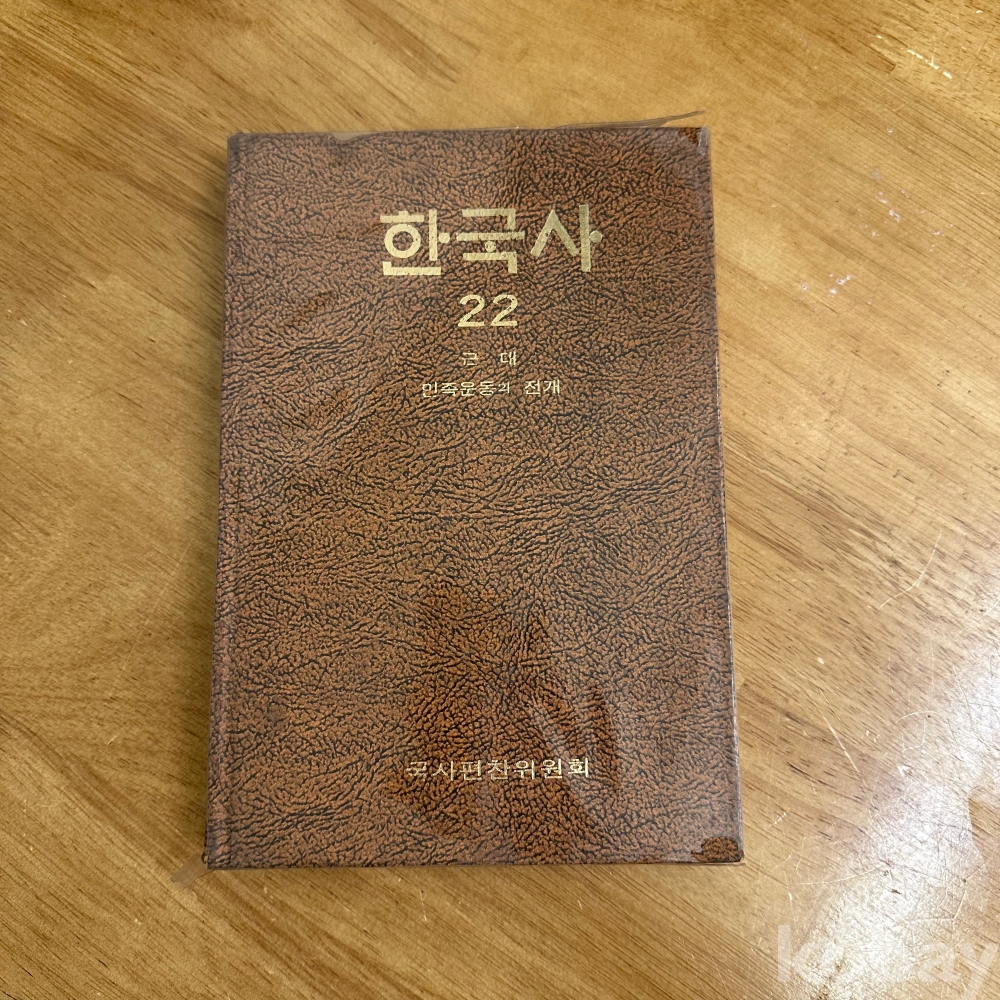 한국사
22
근대
민족운동의 전개
국사편찬위원회
kobay